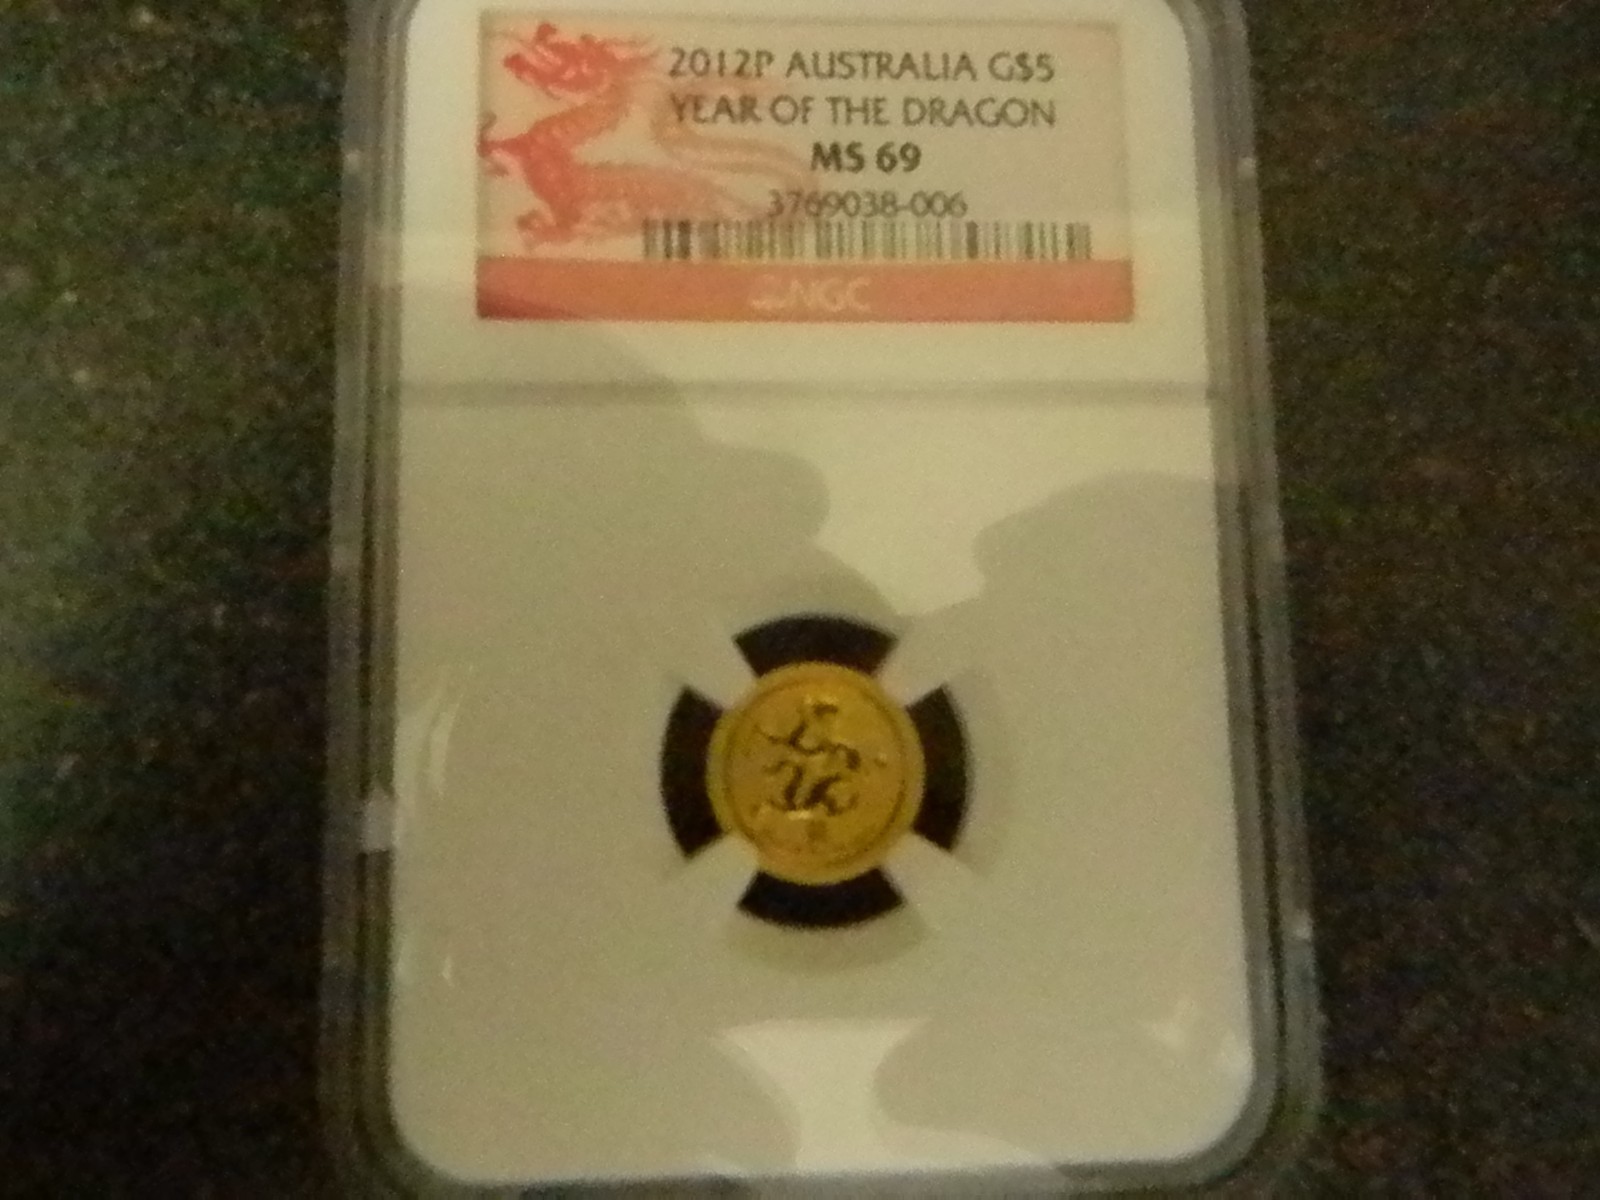 2012P AUSTRALIA G$5
YEAR OF THE DRAGON
MS 69
3769038-006
NGC